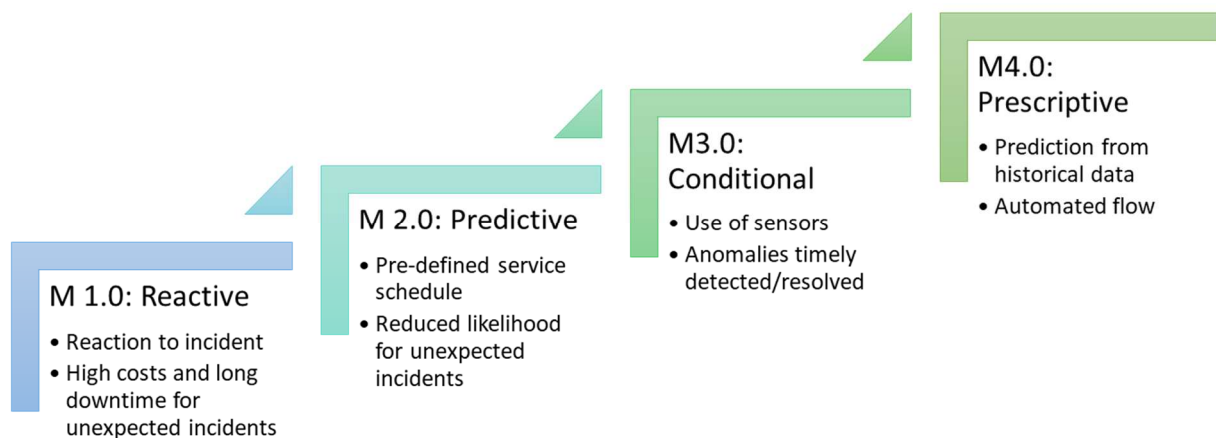 M 1.0: Reactive
• Reaction to incident
• High costs and long
downtime for
unexpected incidents
M 2.0: Predictive
• Pre-defined service
schedule
• Reduced likelihood
for unexpected
incidents
M3.0:
Conditional
• Use of sensors
• Anomalies timely
detected/resolved
M4.0:
Prescriptive
• Prediction from
historical data
• Automated flow